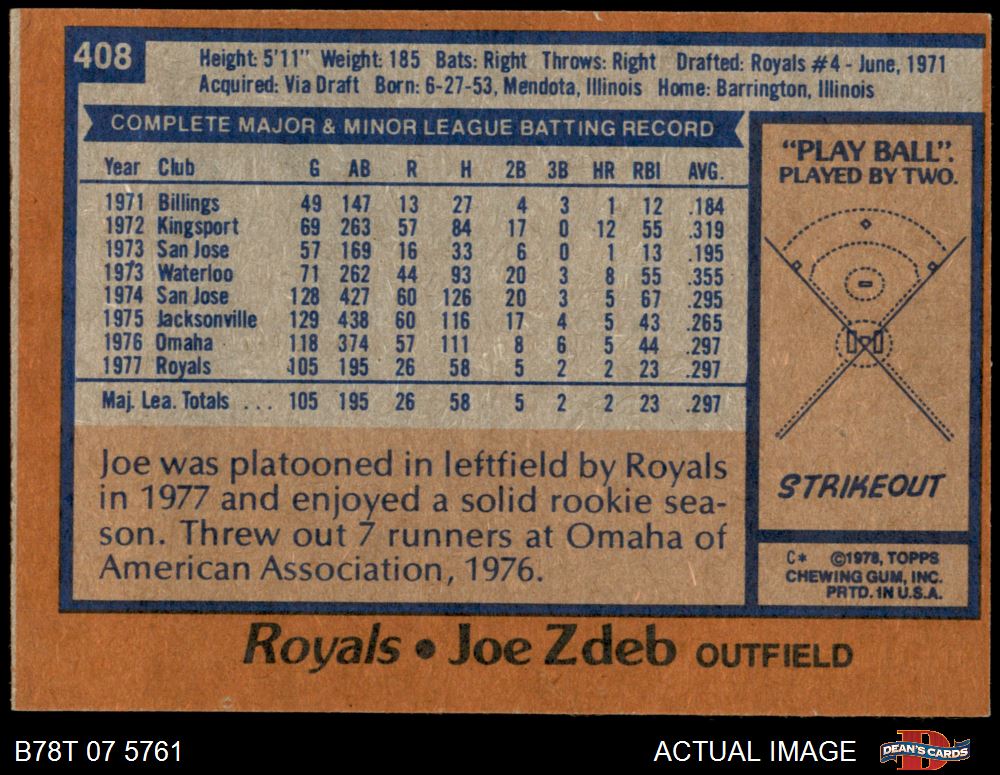 408
Height: 5'11" Weight: 185 Bats: Right Throws: Right Drafted: Royals #4 - June, 1971
Acquired: Via Draft Born: 6-27-53, Mendota, Illinois Home: Barrington, Illinois
COMPLETE MAJOR & MINOR LEAGUE BATTING RECORD
Year Club G AB R H 2B 3B HR RBI AVG.
1971 Billings 49 147 13 27 4 3 1 12 .184
1972 Kingsport 69 263 57 84 17 0 12 55 .319
1973 San Jose 57 169 16 33 6 0 1 13 .195
1973 Waterloo 71 262 44 93 20 3 8 55 .355
1974 San Jose 128 427 60 126 20 3 5 67 .295
1975 Jacksonville 129 438 60 116 17 4 5 43 .265
1976 Omaha 118 374 57 111 8 6 5 44 .297
1977 Royals 105 195 26 58 5 2 2 23 .297
Maj. Lea. Totals ... 105 195 26 58 5 2 2 23 .297
Joe was platooned in leftfield by Royals
in 1977 and enjoyed a solid rookie sea-
son. Threw out 7 runners at Omaha of
American Association, 1976.
"PLAY BALL".
PLAYED BY TWO.
STRIKEOUT
C* ©1978, TOPPS
CHEWING GUM, INC.
PRTD. IN U.S.A.
Royals • Joe Zdeb OUTFIELD
B78T 07 5761
ACTUAL IMAGE
D
DEAN'S CARDS